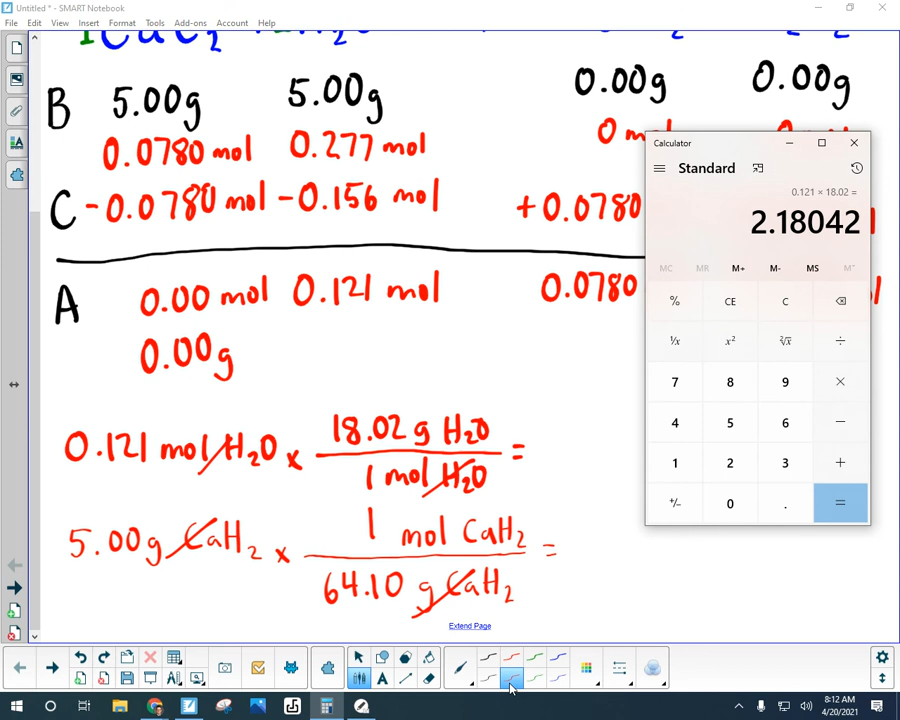 Untitled * - SMART Notebook
File Edit View Insert Format Tools Add-ons Account Help
1CaC2
B 5.00g 5.00g 0.00g 0.00g
0.0780 mol 0.277 mol 0 mol
C -0.0780 mol -0.156 mol +0.0780
A 0.00 mol 0.121 mol 0.0780
0.00g
0.121 mol H2O x 18.02 g H2O =
1 mol H2O
5.00g CaH2 x 1 mol CaH2 =
64.10 g CaH2
Extend Page
Calculator
Standard
0.121 × 18.02 =
2.18042
MC MR M+ M- MS M˅
% CE C
¹/x x² ²√x ÷
7 8 9 ×
4 5 6 −
1 2 3 +
+/− 0 . =
8:12 AM
4/20/2021